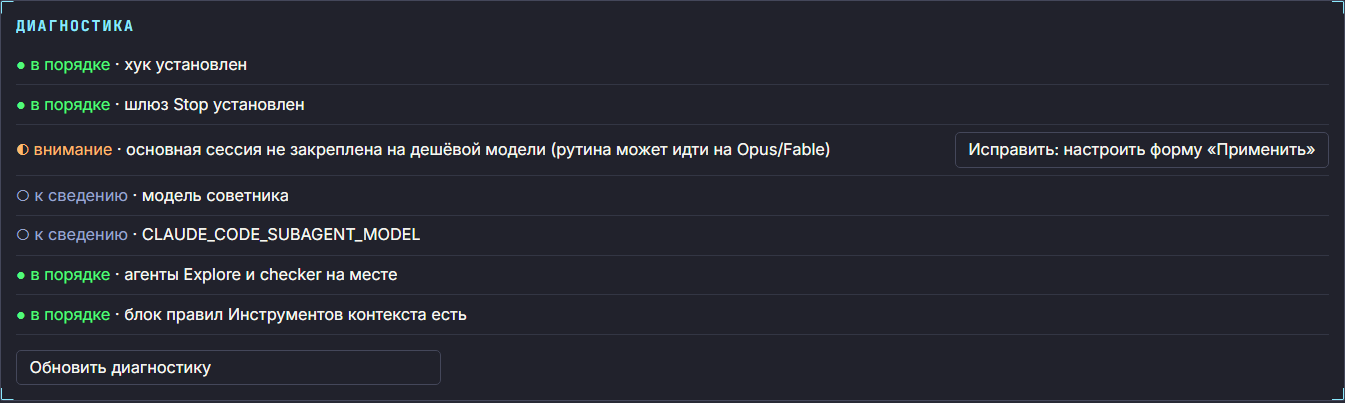 ДИАГНОСТИКА
в порядке · хук установлен
в порядке · шлюз Stop установлен
внимание · основная сессия не закреплена на дешёвой модели (рутина может идти на Opus/Fable)
Исправить: настроить форму «Применить»
к сведению · модель советника
к сведению · CLAUDE_CODE_SUBAGENT_MODEL
в порядке · агенты Explore и checker на месте
в порядке · блок правил Инструментов контекста есть
Обновить диагностику